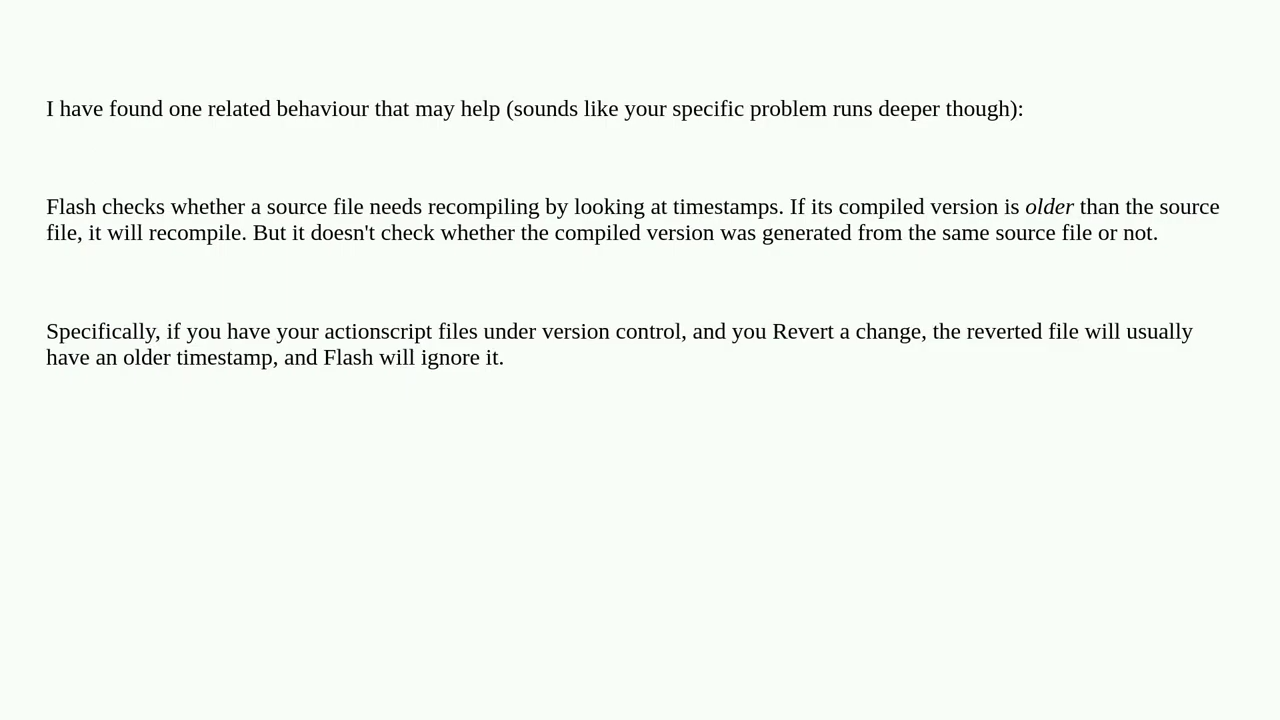 I have found one related behaviour that may help (sounds like your specific problem runs deeper though):
Flash checks whether a source file needs recompiling by looking at timestamps. If its compiled version is older than the source
file, it will recompile. But it doesn't check whether the compiled version was generated from the same source file or not.
Specifically, if you have your actionscript files under version control, and you Revert a change, the reverted file will usually
have an older timestamp, and Flash will ignore it.